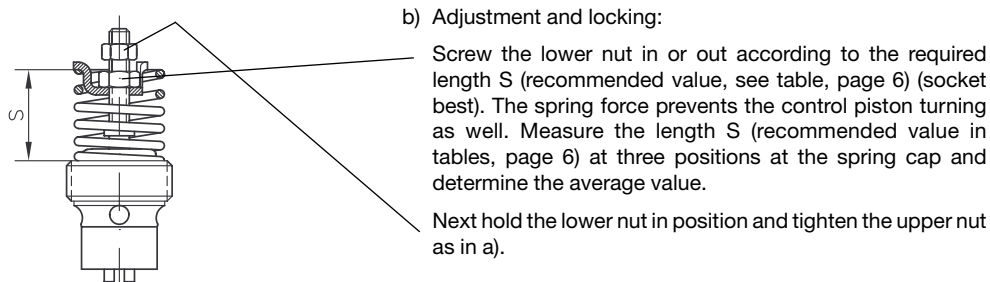 S
b) Adjustment and locking:
Screw the lower nut in or out according to the required
length S (recommended value, see table, page 6) (socket
best). The spring force prevents the control piston turning
as well. Measure the length S (recommended value in
tables, page 6) at three positions at the spring cap and
determine the average value.
Next hold the lower nut in position and tighten the upper nut
as in a).